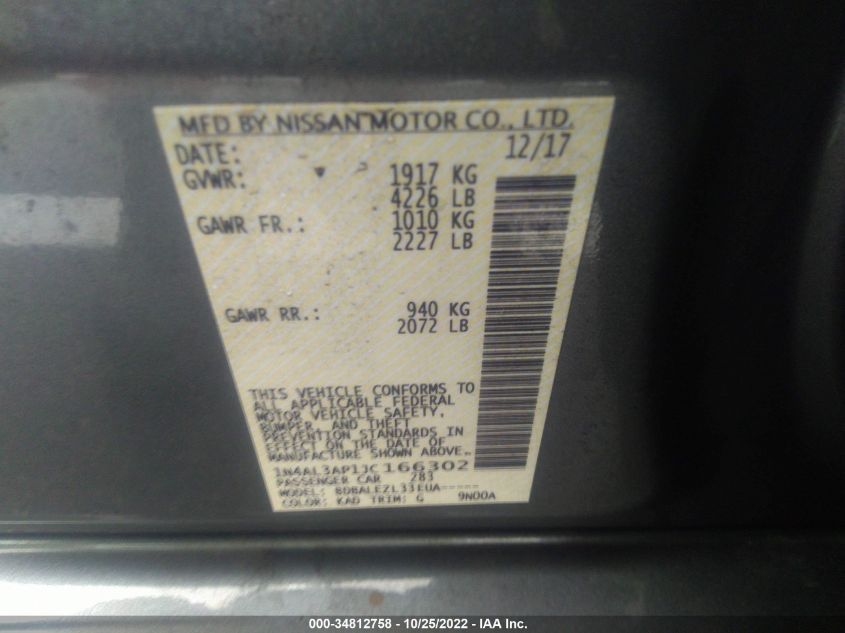 MFD BY NISSAN MOTOR CO., LTD.
DATE: 12/17
GVWR: 1917 KG
4226 LB
GAWR FR.: 1010 KG
2227 LB
GAWR RR.: 940 KG
2072 LB
THIS VEHICLE CONFORMS TO
ALL APPLICABLE FEDERAL
MOTOR VEHICLE SAFETY,
BUMPER, AND THEFT
PREVENTION STANDARDS IN
EFFECT ON THE DATE OF
MANUFACTURE SHOWN ABOVE.
1N4AL3AP1JC166302
PASSENGER CAR 283
MODEL: BDBALEZL33EUA-----
COLOR: KAD TRIM: G 9N00A
000-34812758 - 10/25/2022 - IAA Inc.